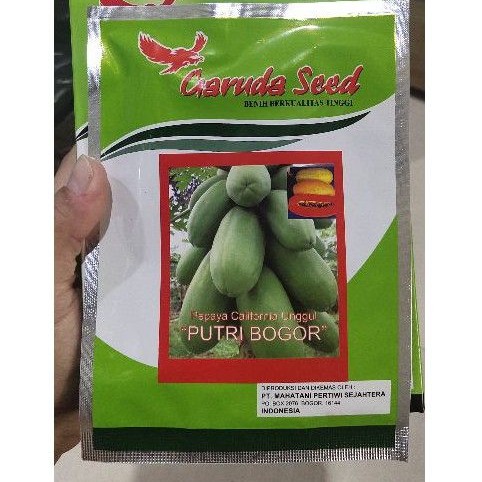 Garuda Seed
BENIH BERKUALITAS TINGGI
Pepaya California Unggul
"PUTRI BOGOR"
DIPRODUKSI DAN DIKEMAS OLEH :
PT. MAHATANI PERTIWI SEJAHTERA
PO. BOX 2076 BOGOR, 16144
INDONESIA